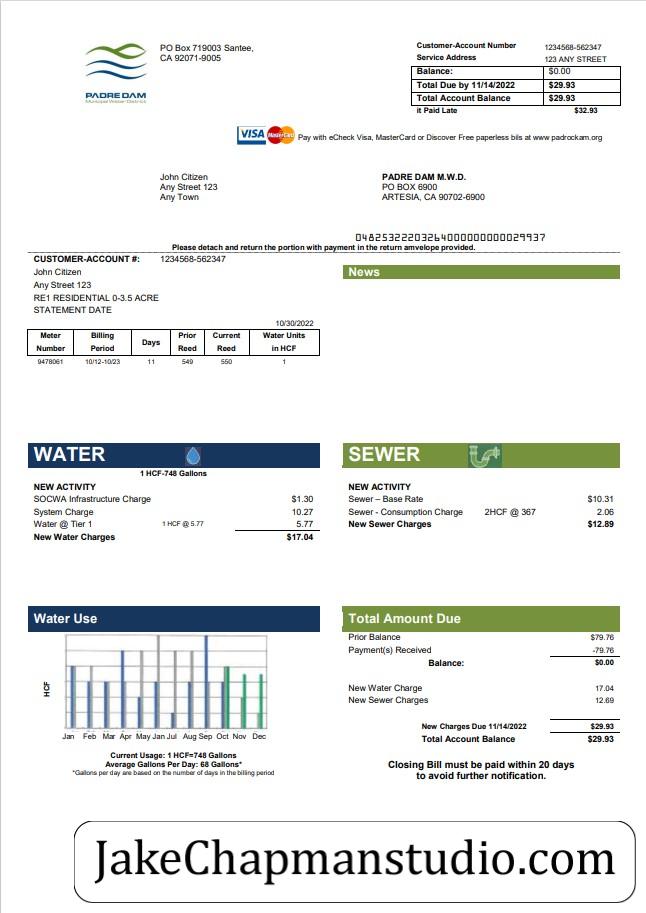 PO Box 719003 Santee,
CA 92071-9005
PADRE DAM
Municipal Water District
Customer-Account Number 1234568-562347
Service Address 123 ANY STREET
Balance: $0.00
Total Due by 11/14/2022 $29.93
Total Account Balance $29.93
it Paid Late $32.93
VISA MasterCard Pay with eCheck Visa, MasterCard or Discover Free paperless bils at www.padrockam.org
John Citizen
Any Street 123
Any Town
PADRE DAM M.W.D.
PO BOX 6900
ARTESIA, CA 90702-6900
Please detach and return the portion with payment in the return amvelope provided.
CUSTOMER-ACCOUNT #: 1234568-562347
John Citizen
Any Street 123
RE1 RESIDENTIAL 0-3.5 ACRE
STATEMENT DATE
10/30/2022
News
Meter Number Billing Period Days Prior Reed Current Reed Water Units in HCF
9478061 10/12-10/23 11 549 550 1
WATER
1 HCF-748 Gallons
NEW ACTIVITY
SOCWA Infrastructure Charge $1.30
System Charge 10.27
Water @ Tier 1 1 HCF @ 5.77 5.77
New Water Charges $17.04
SEWER
NEW ACTIVITY
Sewer – Base Rate $10.31
Sewer - Consumption Charge 2HCF @ 367 2.06
New Sewer Charges $12.89
Water Use
HCF
Jan Feb Mar Apr May Jan Jul Aug Sep Oct Nov Dec
Current Usage: 1 HCF=748 Gallons
Average Gallons Per Day: 68 Gallons*
*Gallons per day are based on the number of days in the billing period
Total Amount Due
Prior Balance $79.76
Payment(s) Received -79.76
Balance: $0.00
New Water Charge 17.04
New Sewer Charges 12.69
New Charges Due 11/14/2022 $29.93
Total Account Balance $29.93
Closing Bill must be paid within 20 days
to avoid further notification.
JakeChapmanstudio.com